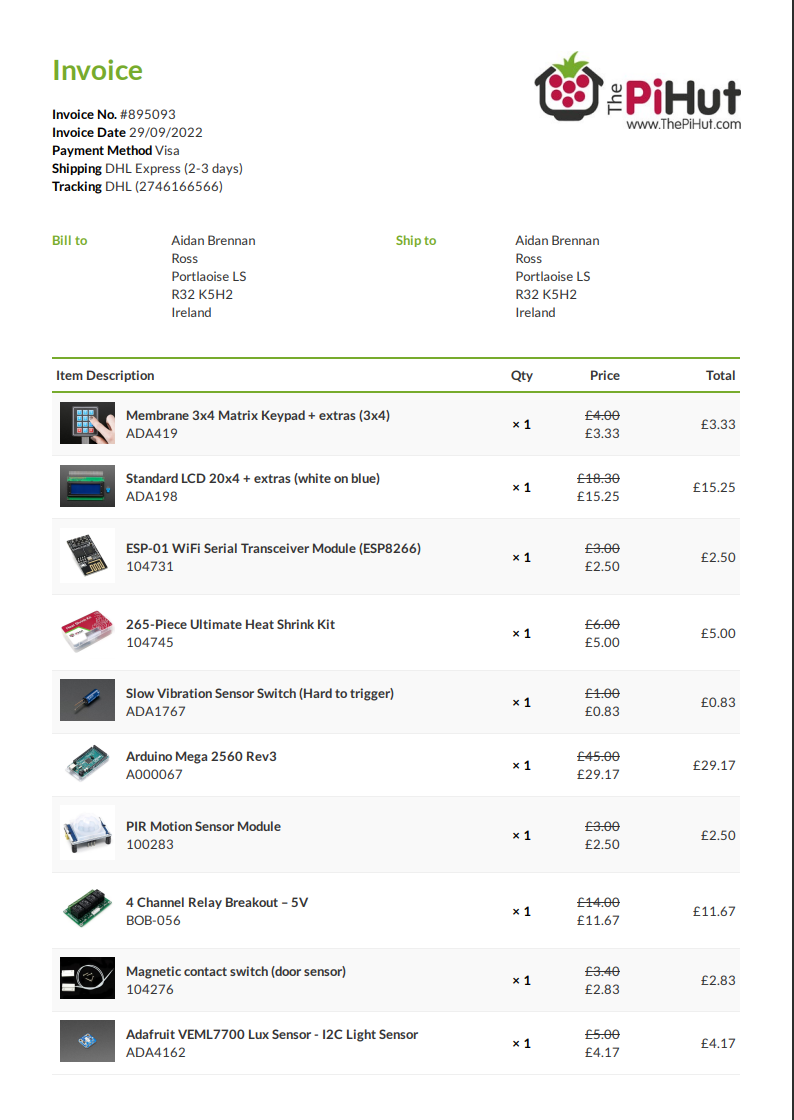 Invoice
The PiHut
www.ThePiHut.com
Invoice No. #895093
Invoice Date 29/09/2022
Payment Method Visa
Shipping DHL Express (2-3 days)
Tracking DHL (2746166566)
Bill to
Aidan Brennan
Ross
Portlaoise LS
R32 K5H2
Ireland
Ship to
Aidan Brennan
Ross
Portlaoise LS
R32 K5H2
Ireland
Item Description Qty Price Total
Membrane 3x4 Matrix Keypad + extras (3x4)
ADA419
× 1
£4.00
£3.33
£3.33
Standard LCD 20x4 + extras (white on blue)
ADA198
× 1
£18.30
£15.25
£15.25
ESP-01 WiFi Serial Transceiver Module (ESP8266)
104731
× 1
£3.00
£2.50
£2.50
265-Piece Ultimate Heat Shrink Kit
104745
× 1
£6.00
£5.00
£5.00
Slow Vibration Sensor Switch (Hard to trigger)
ADA1767
× 1
£1.00
£0.83
£0.83
Arduino Mega 2560 Rev3
A000067
× 1
£45.00
£29.17
£29.17
PIR Motion Sensor Module
100283
× 1
£3.00
£2.50
£2.50
4 Channel Relay Breakout – 5V
BOB-056
× 1
£14.00
£11.67
£11.67
Magnetic contact switch (door sensor)
104276
× 1
£3.40
£2.83
£2.83
Adafruit VEML7700 Lux Sensor - I2C Light Sensor
ADA4162
× 1
£5.00
£4.17
£4.17